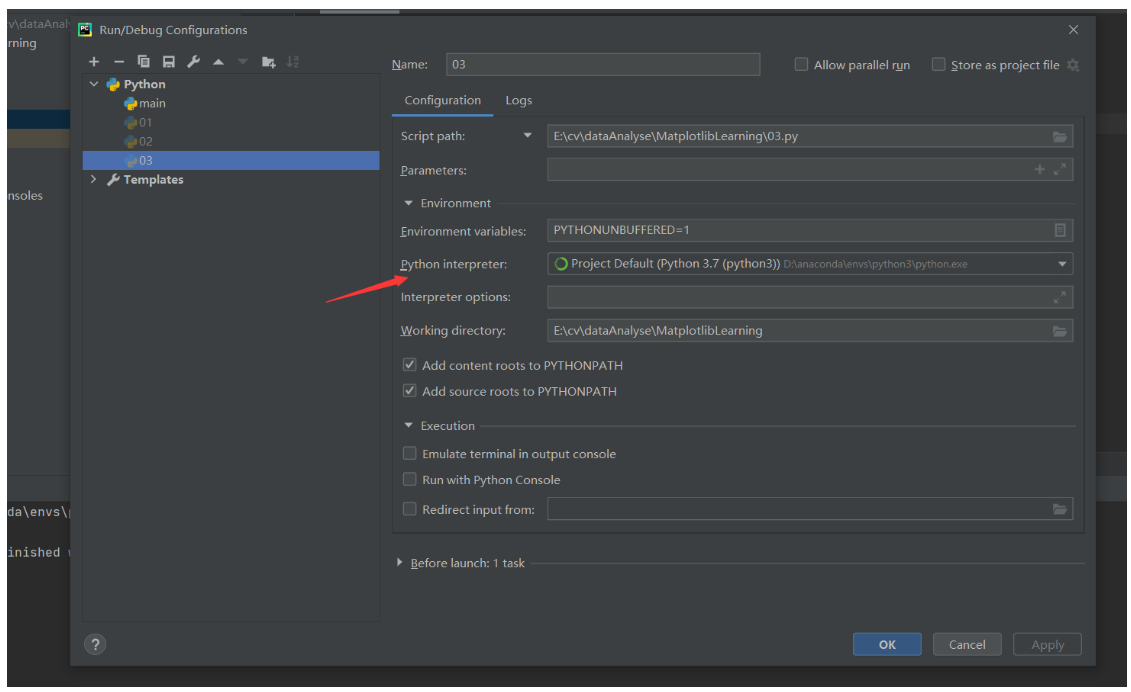 v\dataAnal
rning
nsoles
da\envs\
inished
PC
Run/Debug Configurations
Python
main
01
02
03
Templates
Name:
03
Allow parallel run
Store as project file
Configuration
Logs
Script path:
E:\cv\dataAnalyse\MatplotlibLearning\03.py
Parameters:
Environment
Environment variables:
PYTHONUNBUFFERED=1
Python interpreter:
Project Default (Python 3.7 (python3)) D:\anaconda\envs\python3\python.exe
Interpreter options:
Working directory:
E:\cv\dataAnalyse\MatplotlibLearning
Add content roots to PYTHONPATH
Add source roots to PYTHONPATH
Execution
Emulate terminal in output console
Run with Python Console
Redirect input from:
Before launch: 1 task
?
OK
Cancel
Apply